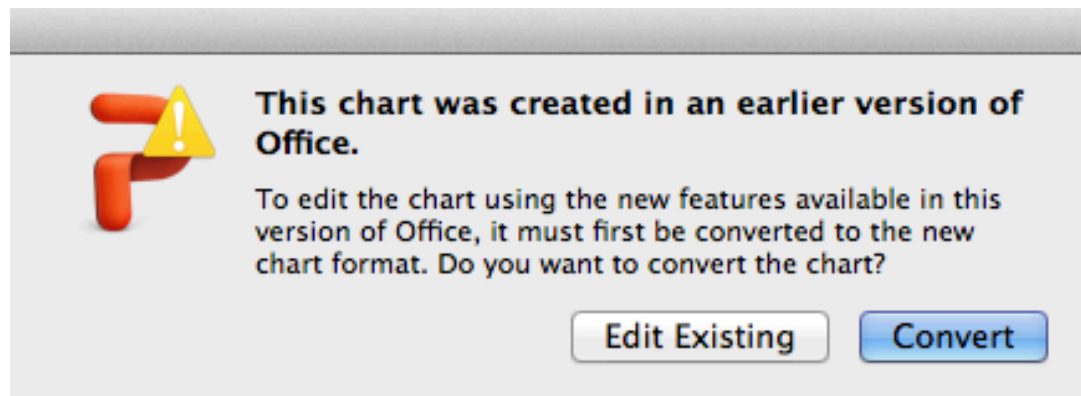 This chart was created in an earlier version of
Office.
To edit the chart using the new features available in this
version of Office, it must first be converted to the new
chart format. Do you want to convert the chart?
Edit Existing
Convert